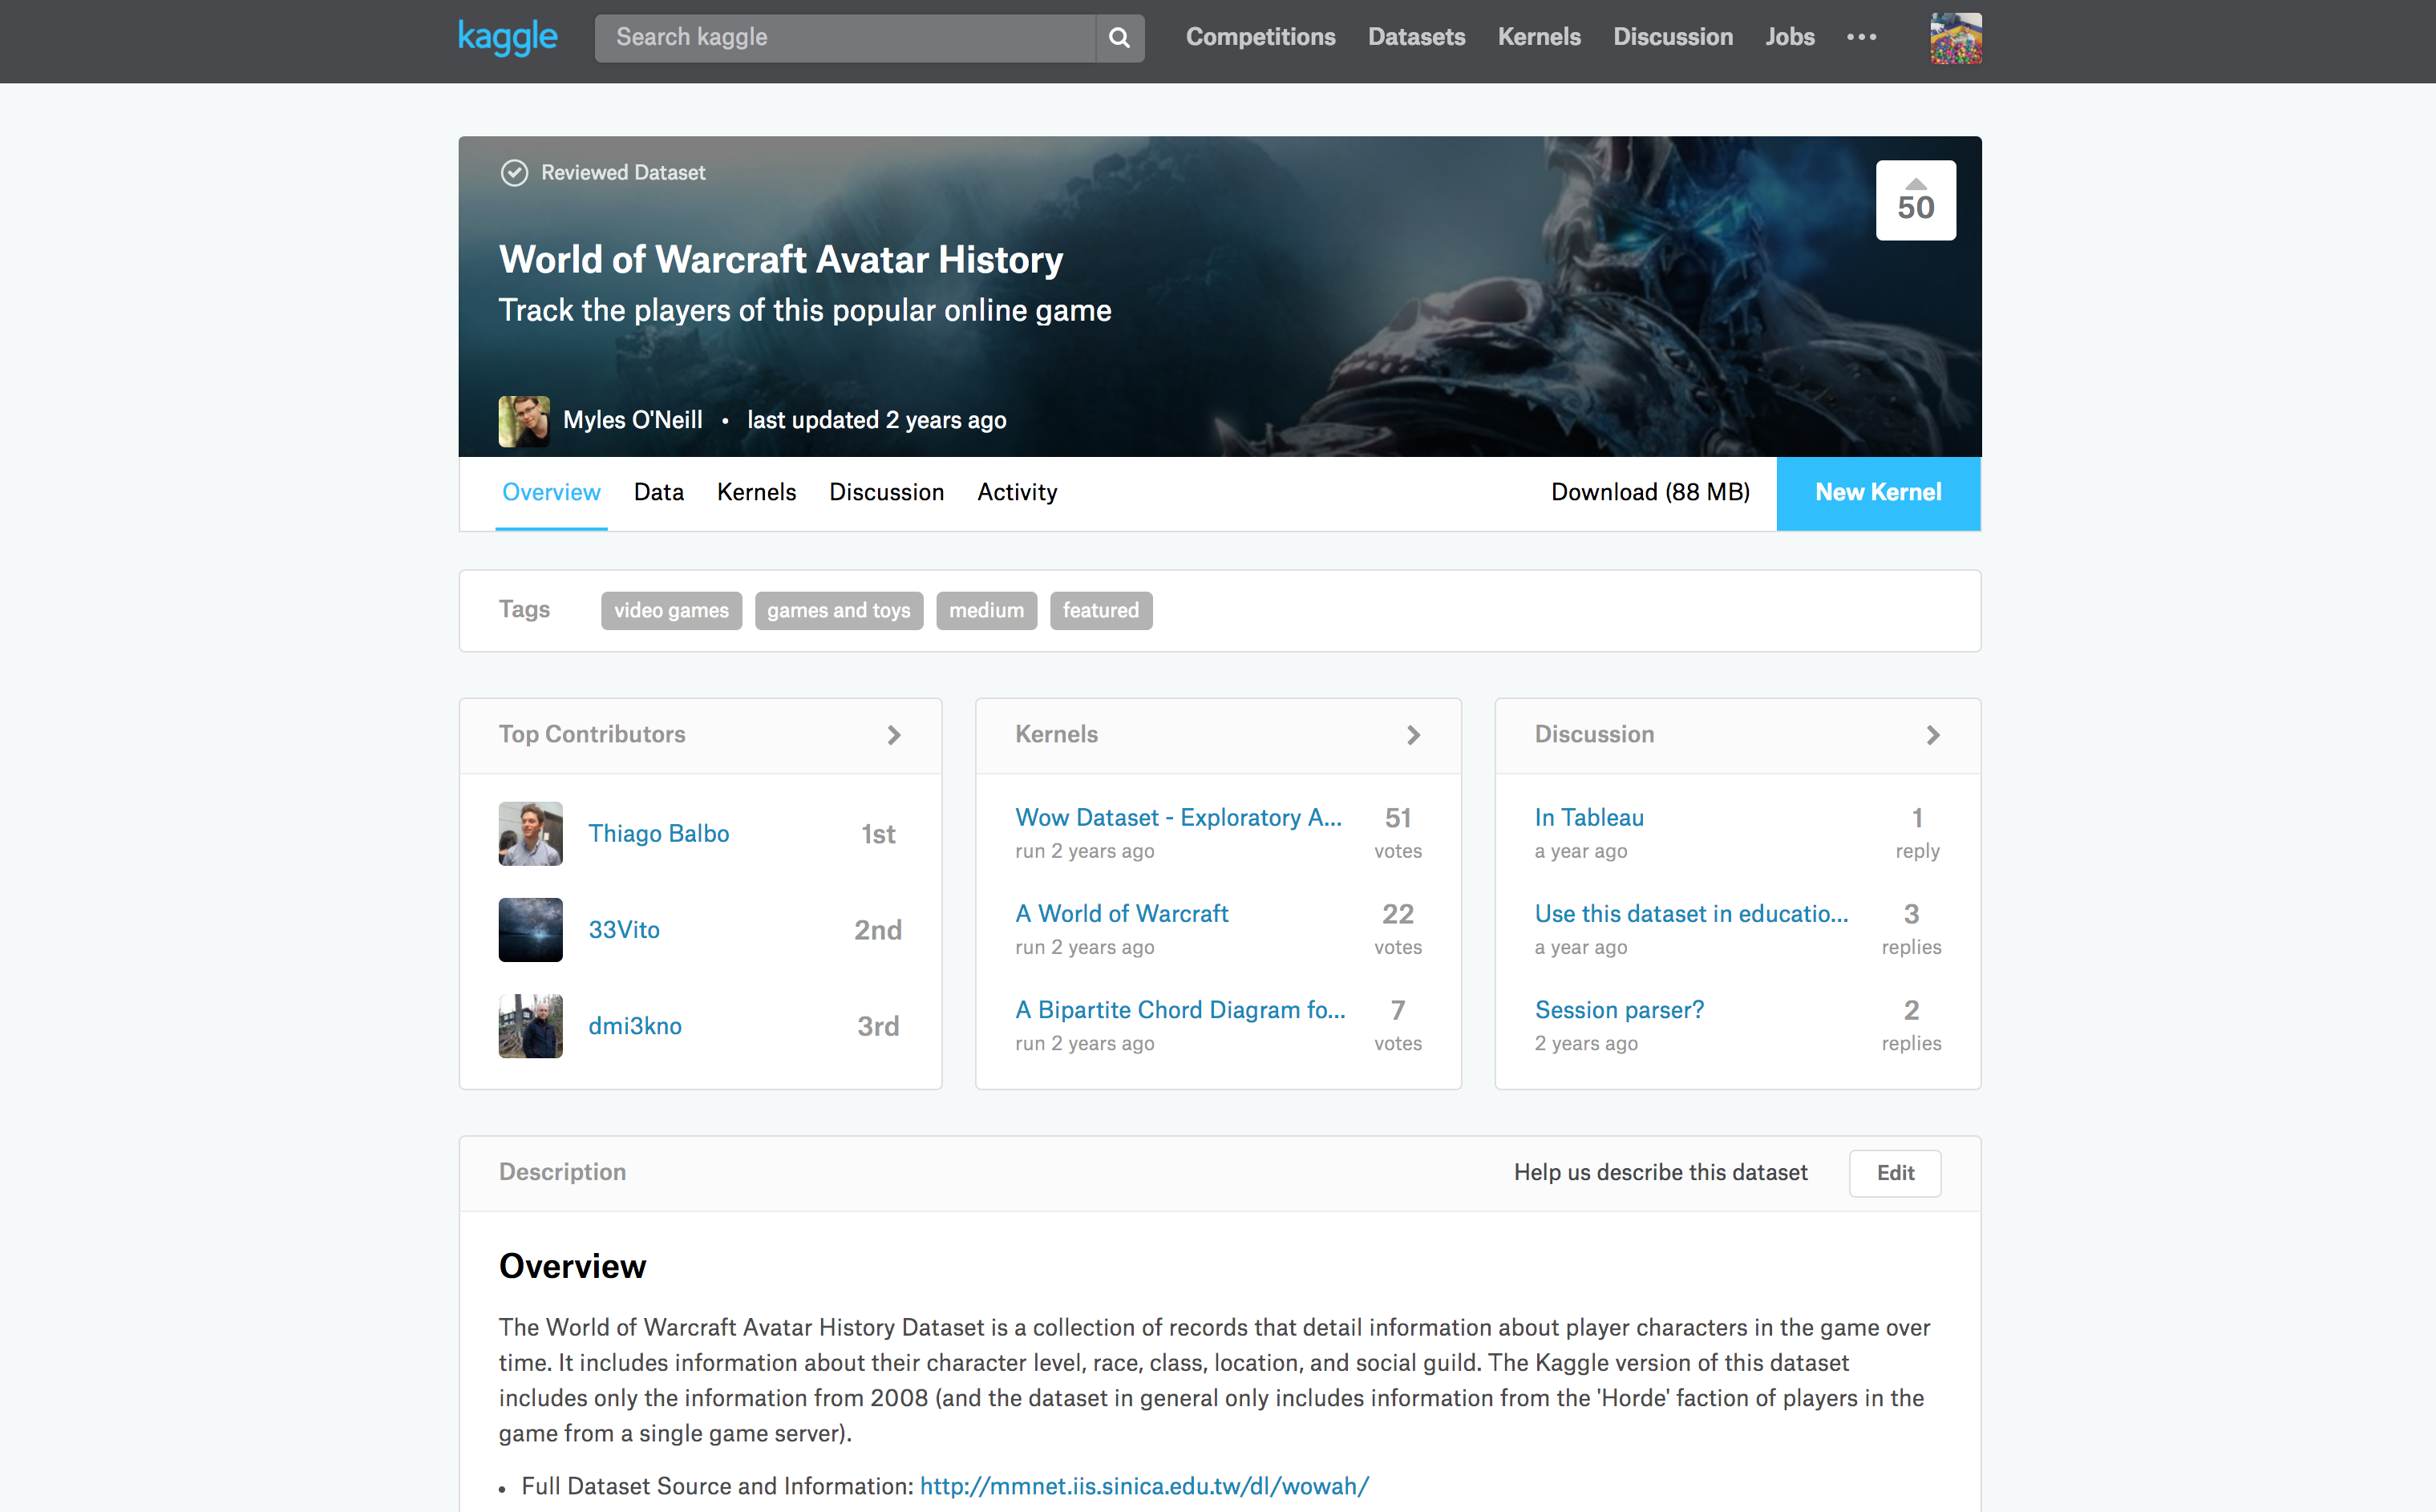 kaggle
Search kaggle
Competitions Datasets Kernels Discussion Jobs
Reviewed Dataset
50
World of Warcraft Avatar History
Track the players of this popular online game
Myles O'Neill • last updated 2 years ago
Overview Data Kernels Discussion Activity Download (88 MB) New Kernel
Tags video games games and toys medium featured
Top Contributors
Thiago Balbo 1st
33Vito 2nd
dmi3kno 3rd
Kernels
Wow Dataset - Exploratory A... 51
run 2 years ago votes
A World of Warcraft 22
run 2 years ago votes
A Bipartite Chord Diagram fo... 7
run 2 years ago votes
Discussion
In Tableau 1
a year ago reply
Use this dataset in educatio... 3
a year ago replies
Session parser? 2
2 years ago replies
Description Help us describe this dataset Edit
Overview
The World of Warcraft Avatar History Dataset is a collection of records that detail information about player characters in the game over
time. It includes information about their character level, race, class, location, and social guild. The Kaggle version of this dataset
includes only the information from 2008 (and the dataset in general only includes information from the 'Horde' faction of players in the
game from a single game server).
• Full Dataset Source and Information: http://mmnet.iis.sinica.edu.tw/dl/wowah/